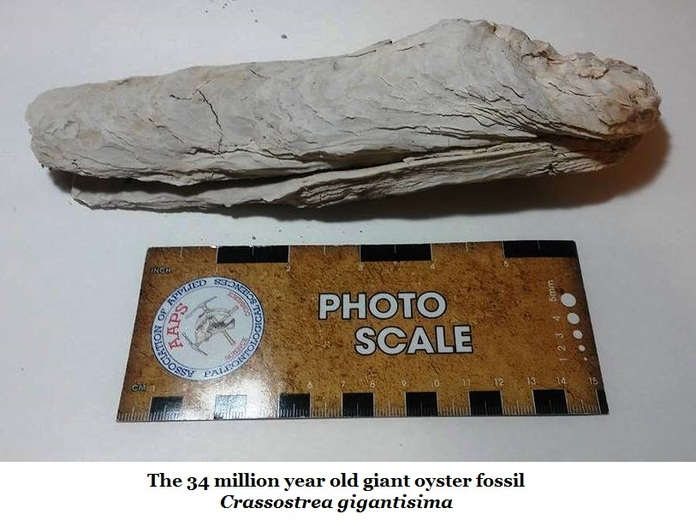 INCH
2
4
ASSOCIATION OF APPLIED
PALEONTOLOGICAL SCIENCES
AAPS
PHOTO
SCALE
1 2 3 4 5mm
CM 1 6 7 8 9 10 11 12 13 14 15
The 34 million year old giant oyster fossil
Crassostrea gigantisima